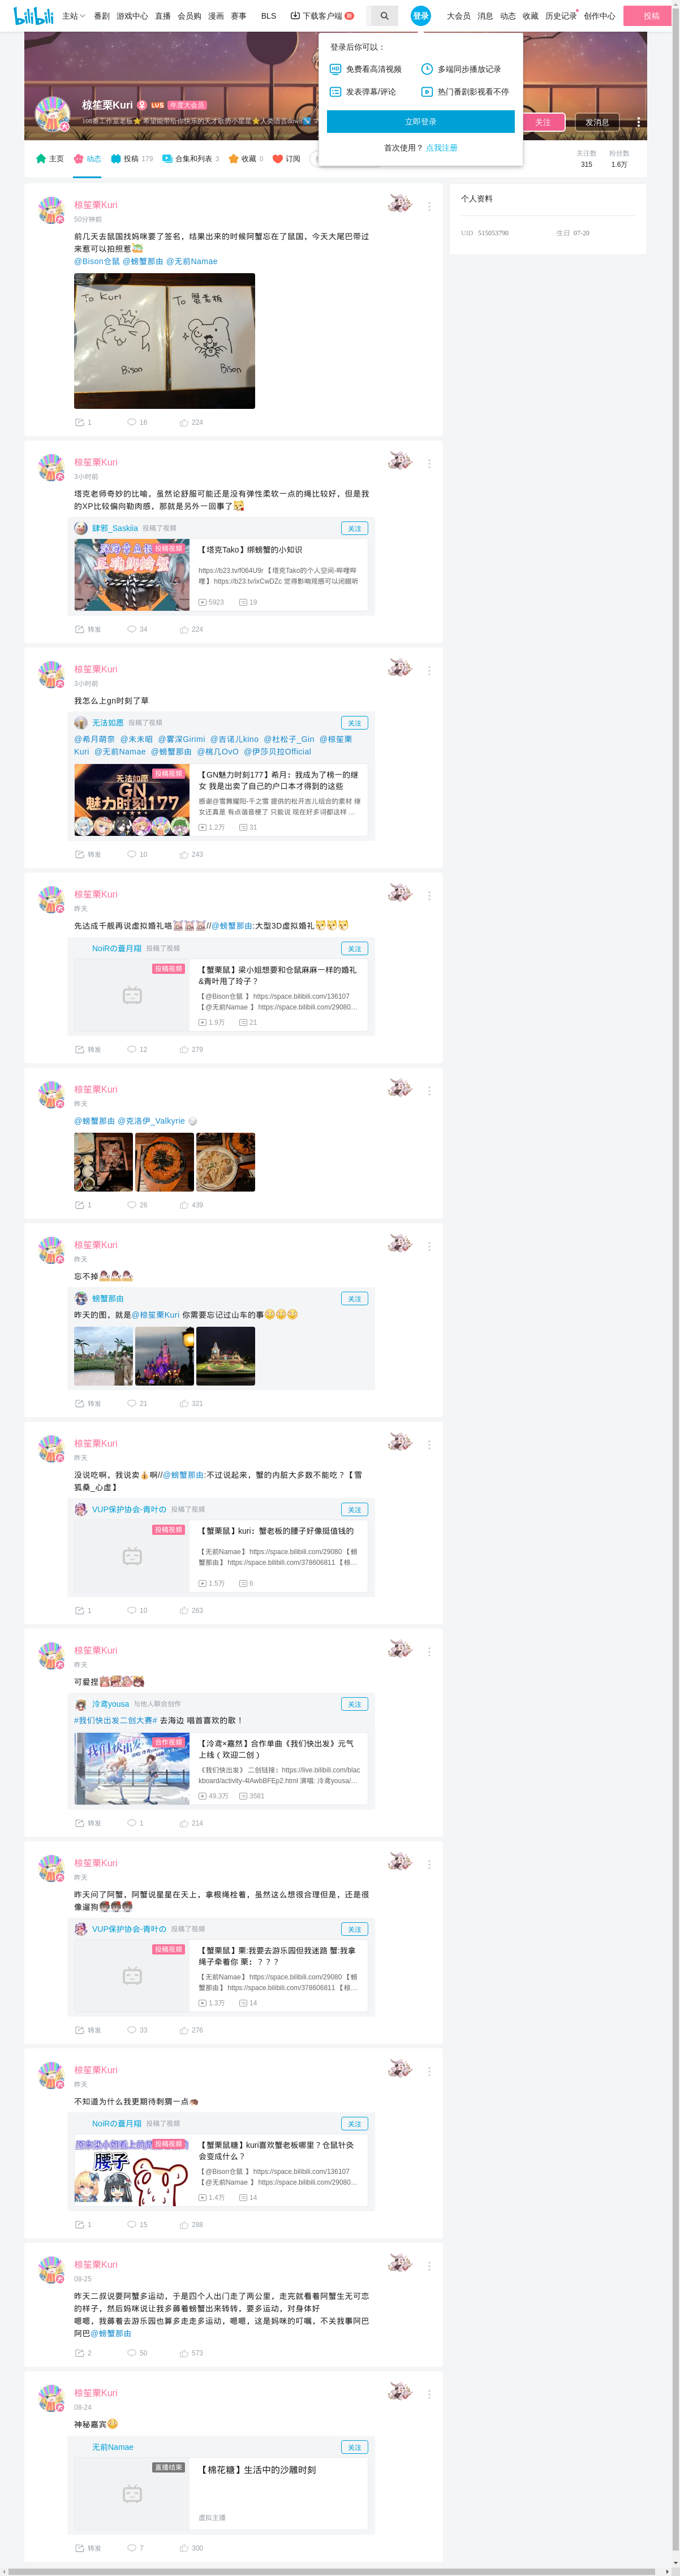 bilibili 主站 番剧 游戏中心 直播 会员购 漫画 赛事 BLS 下载客户端 登录 大会员 消息 动态 收藏 历史记录 创作中心 投稿
登录后你可以：
免费看高清视频 多端同步播放记录
发表弹幕/评论 热门番剧影视看不停
立即登录
首次使用？ 点我注册
椋笙栗Kuri LV5 年度大会员
关注 发消息
主页 动态 投稿 179 合集和列表 3 收藏 0 订阅
关注数 粉丝数
315 1.6万
个人资料
UID 515053790 生日 07-20
椋笙栗Kuri
50分钟前
前几天去鼠国找妈咪要了签名，结果出来的时候阿蟹忘在了鼠国，今天大尾巴带过
来惹可以拍照惹
@Bison仓鼠 @螃蟹那由 @无前Namae
To Kuri To 蟹老板
Bison Bison
1 16 224
椋笙栗Kuri
3小时前
塔克老师奇妙的比喻，虽然论舒服可能还是没有弹性柔软一点的绳比较好，但是我
的XP比较偏向勒肉感，那就是另外一回事了
肆邪_Saskiia 投稿了视频 关注
投稿视频
【塔克Tako】绑螃蟹的小知识
https://b23.tv/f064U9r 【塔克Tako的个人空间-哔哩哔
哩】 https://b23.tv/ixCwDZc 觉得影响观感可以闭眼听
5923 19
转发 34 224
椋笙栗Kuri
3小时前
我怎么上gn时刻了草
无法如愿 投稿了视频 关注
@希月萌奈 @未未昭 @雾深Girimi @吉诺儿kino @杜松子_Gin @椋笙栗
Kuri @无前Namae @螃蟹那由 @桃几OvO @伊莎贝拉Official
投稿视频
无法如愿
GN
魅力时刻177
【GN魅力时刻177】希月：我成为了榜一的继
女 我是出卖了自己的户口本才得到的这些
感谢@雪舞耀阳-千之雪 提供的松开吉儿组合的素材 继
女还真是 有点谐音梗了 只能说 现在好多词都这样 ...
1.2万 31
转发 10 243
椋笙栗Kuri
昨天
先达成千舰再说虚拟婚礼咯//@螃蟹那由:大型3D虚拟婚礼
NoiRの蒼月翔 投稿了视频 关注
投稿视频
【蟹栗鼠】梁小姐想要和仓鼠麻麻一样的婚礼
&青叶甩了玲子？
【@Bison仓鼠 】https://space.bilibili.com/136107
【@无前Namae 】https://space.bilibili.com/29080...
1.9万 21
转发 12 279
椋笙栗Kuri
昨天
@螃蟹那由 @克洛伊_Valkyrie
1 26 439
椋笙栗Kuri
昨天
忘不掉
螃蟹那由 关注
昨天的图，就是@椋笙栗Kuri 你需要忘记过山车的事
转发 21 321
椋笙栗Kuri
昨天
没说吃啊，我说卖啊//@螃蟹那由:不过说起来，蟹的内脏大多数不能吃？【雪
狐桑_心虚】
VUP保护协会-青叶の 投稿了视频 关注
投稿视频
【蟹栗鼠】kuri：蟹老板的腰子好像挺值钱的
【无前Namae】https://space.bilibili.com/29080【螃
蟹那由】https://space.bilibili.com/378606811【椋...
1.5万 6
1 10 263
椋笙栗Kuri
昨天
可爱捏
泠鸢yousa 与他人联合创作 关注
#我们快出发二创大赛# 去海边 唱首喜欢的歌！
合作视频
我们快出发
【泠鸢×嘉然】合作单曲《我们快出发》元气
上线（欢迎二创）
《我们快出发》 二创链接：https://live.bilibili.com/blac
kboard/activity-4lAwbBFEp2.html 演唱: 泠鸢yousa/...
49.3万 3581
转发 1 214
椋笙栗Kuri
昨天
昨天问了阿蟹，阿蟹说星星在天上，拿根绳栓着，虽然这么想很合理但是，还是很
像遛狗
VUP保护协会-青叶の 投稿了视频 关注
投稿视频
【蟹栗鼠】栗:我要去游乐园但我迷路 蟹:我拿
绳子牵着你 栗：？？？
【无前Namae】https://space.bilibili.com/29080【螃
蟹那由】https://space.bilibili.com/378606811【椋...
1.3万 14
转发 33 276
椋笙栗Kuri
昨天
不知道为什么我更期待刺猬一点
NoiRの蒼月翔 投稿了视频 关注
投稿视频
腰子
【蟹栗鼠糖】kuri喜欢蟹老板哪里？仓鼠针灸
会变成什么？
【@Bison仓鼠 】https://space.bilibili.com/136107
【@无前Namae 】https://space.bilibili.com/29080...
1.4万 14
1 15 288
椋笙栗Kuri
08-25
昨天二叔说要阿蟹多运动，于是四个人出门走了两公里，走完就看着阿蟹生无可恋
的样子，然后妈咪说让我多薅着螃蟹出来转转，要多运动，对身体好
嗯嗯，我薅着去游乐园也算多走走多运动，嗯嗯，这是妈咪的叮嘱，不关我事阿巴
阿巴@螃蟹那由
2 50 573
椋笙栗Kuri
08-24
神秘嘉宾
无前Namae 关注
直播结束
【棉花糖】生活中的沙雕时刻
虚拟主播
转发 7 300